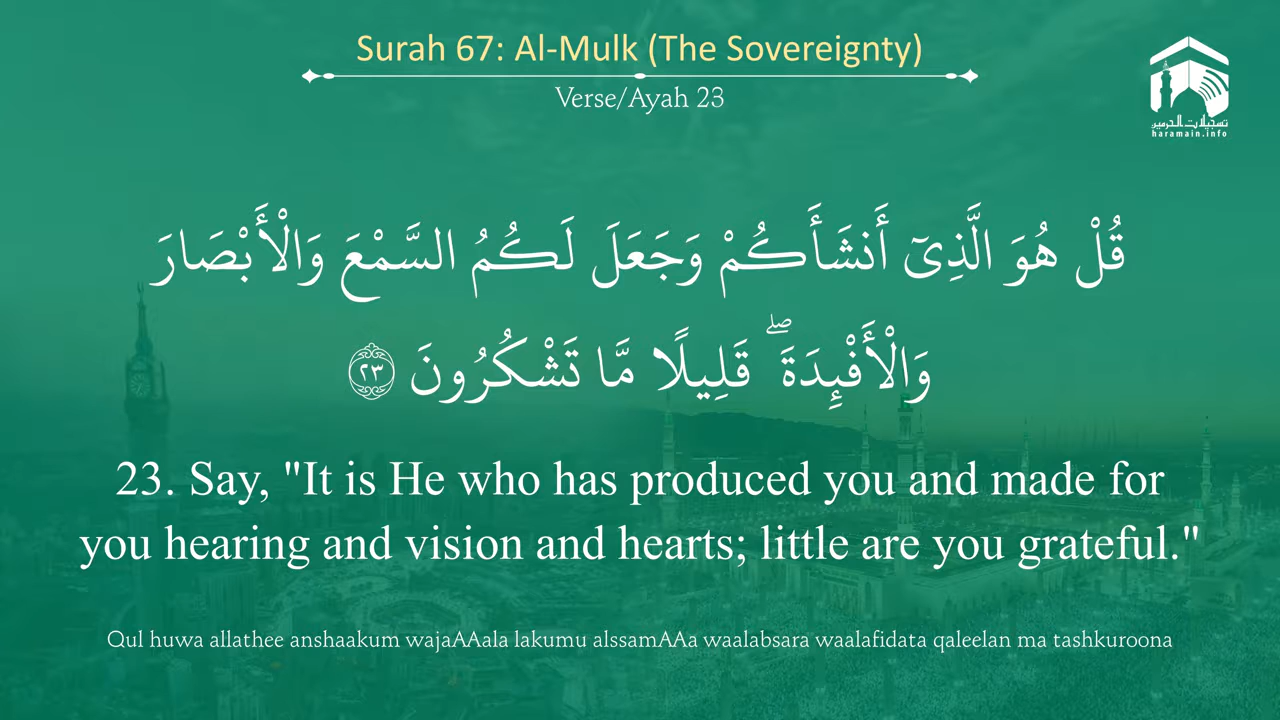 Surah 67: Al-Mulk (The Sovereignty)
Verse/Ayah 23
تسجيلات الحرمين
haramain.info
قُلْ هُوَ الَّذِىٓ أَنشَأَكُمْ وَجَعَلَ لَكُمُ السَّمْعَ وَالْأَبْصَارَ
وَالْأَفْـِٔدَةَ ۖ قَلِيلًا مَّا تَشْكُرُونَ ٢٣
23. Say, "It is He who has produced you and made for
you hearing and vision and hearts; little are you grateful."
Qul huwa allathee anshaakum wajaAAala lakumu alssamAAa waalabsara waalafidata qaleelan ma tashkuroona